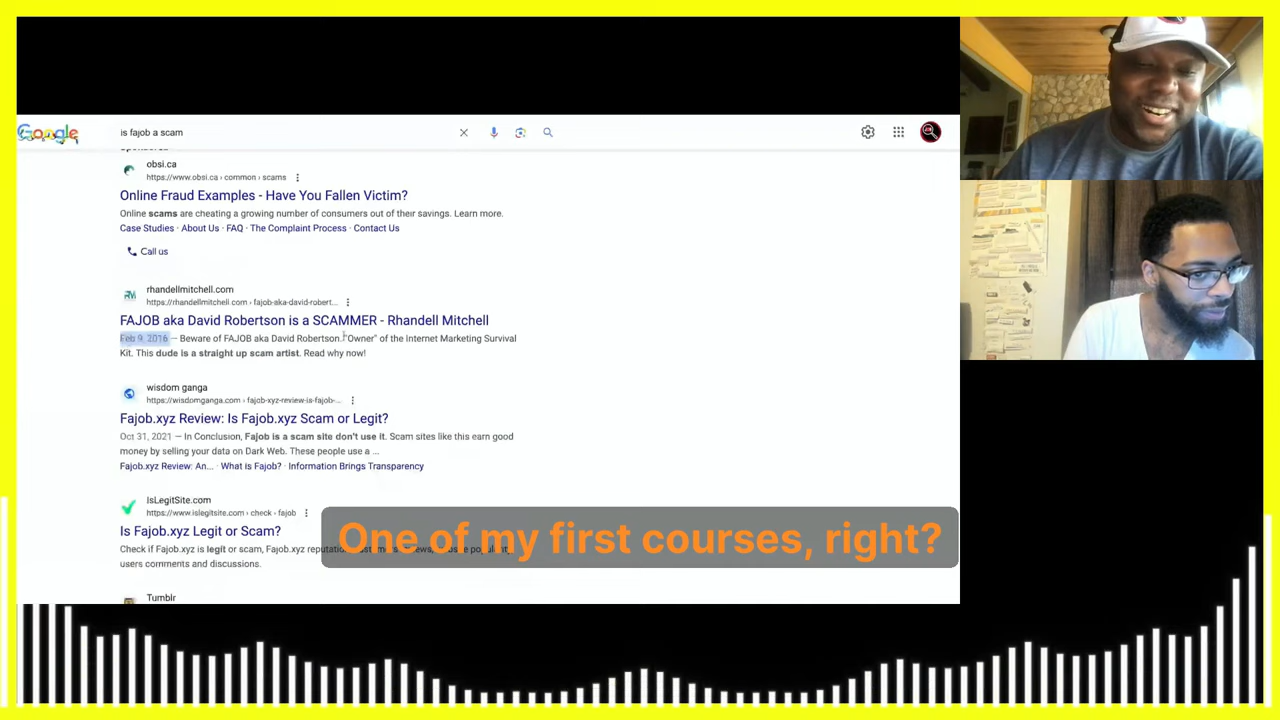 Google
is fajob a scam
obsi.ca
https://www.obsi.ca › common › scams
Online Fraud Examples - Have You Fallen Victim?
Online scams are cheating a growing number of consumers out of their savings. Learn more.
Case Studies · About Us · FAQ · The Complaint Process · Contact Us
Call us
rhandellmitchell.com
https://rhandellmitchell.com › fajob-aka-david-robert...
FAJOB aka David Robertson is a SCAMMER - Rhandell Mitchell
Feb 9, 2016 — Beware of FAJOB aka David Robertson. "Owner" of the Internet Marketing Survival
Kit. This dude is a straight up scam artist. Read why now!
wisdom ganga
https://wisdomganga.com › fajob-xyz-review-is-fajob-...
Fajob.xyz Review: Is Fajob.xyz Scam or Legit?
Oct 31, 2021 — In Conclusion, Fajob is a scam site don't use it. Scam sites like this earn good
money by selling your data on Dark Web. These people use a ...
Fajob.xyz Review: An... · What is Fajob? · Information Brings Transparency
IsLegitSite.com
https://www.islegitsite.com › check › fajob
Is Fajob.xyz Legit or Scam?
Check if Fajob.xyz is legit or scam, Fajob.xyz
users comments and discussions.
One of my first courses, right?
Tumblr